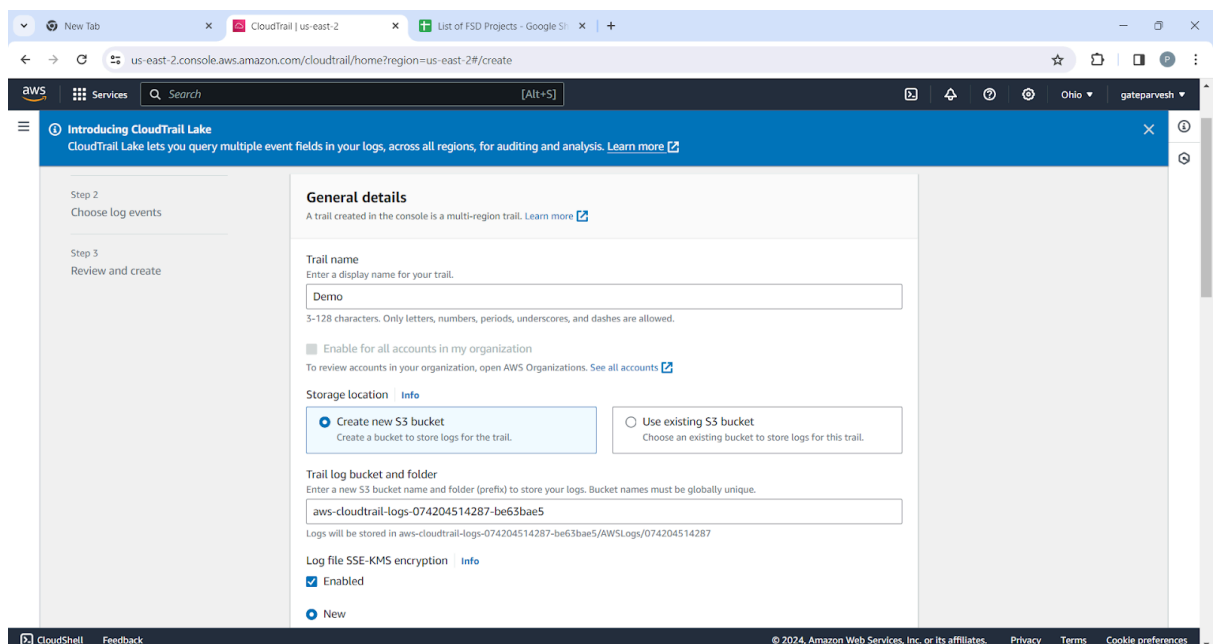 New Tab
CloudTrail | us-east-2
List of FSD Projects - Google Sh
us-east-2.console.aws.amazon.com/cloudtrail/home?region=us-east-2#/create
P
aws
Services
Search
[Alt+S]
Ohio
gateparvesh
Introducing CloudTrail Lake
CloudTrail Lake lets you query multiple event fields in your logs, across all regions, for auditing and analysis. Learn more
Step 2
Choose log events
Step 3
Review and create
General details
A trail created in the console is a multi-region trail. Learn more
Trail name
Enter a display name for your trail.
Demo
3-128 characters. Only letters, numbers, periods, underscores, and dashes are allowed.
Enable for all accounts in my organization
To review accounts in your organization, open AWS Organizations. See all accounts
Storage location Info
Create new S3 bucket
Create a bucket to store logs for the trail.
Use existing S3 bucket
Choose an existing bucket to store logs for this trail.
Trail log bucket and folder
Enter a new S3 bucket name and folder (prefix) to store your logs. Bucket names must be globally unique.
aws-cloudtrail-logs-074204514287-be63bae5
Logs will be stored in aws-cloudtrail-logs-074204514287-be63bae5/AWSLogs/074204514287
Log file SSE-KMS encryption Info
Enabled
New
CloudShell Feedback © 2024, Amazon Web Services, Inc. or its affiliates. Privacy Terms Cookie preferences